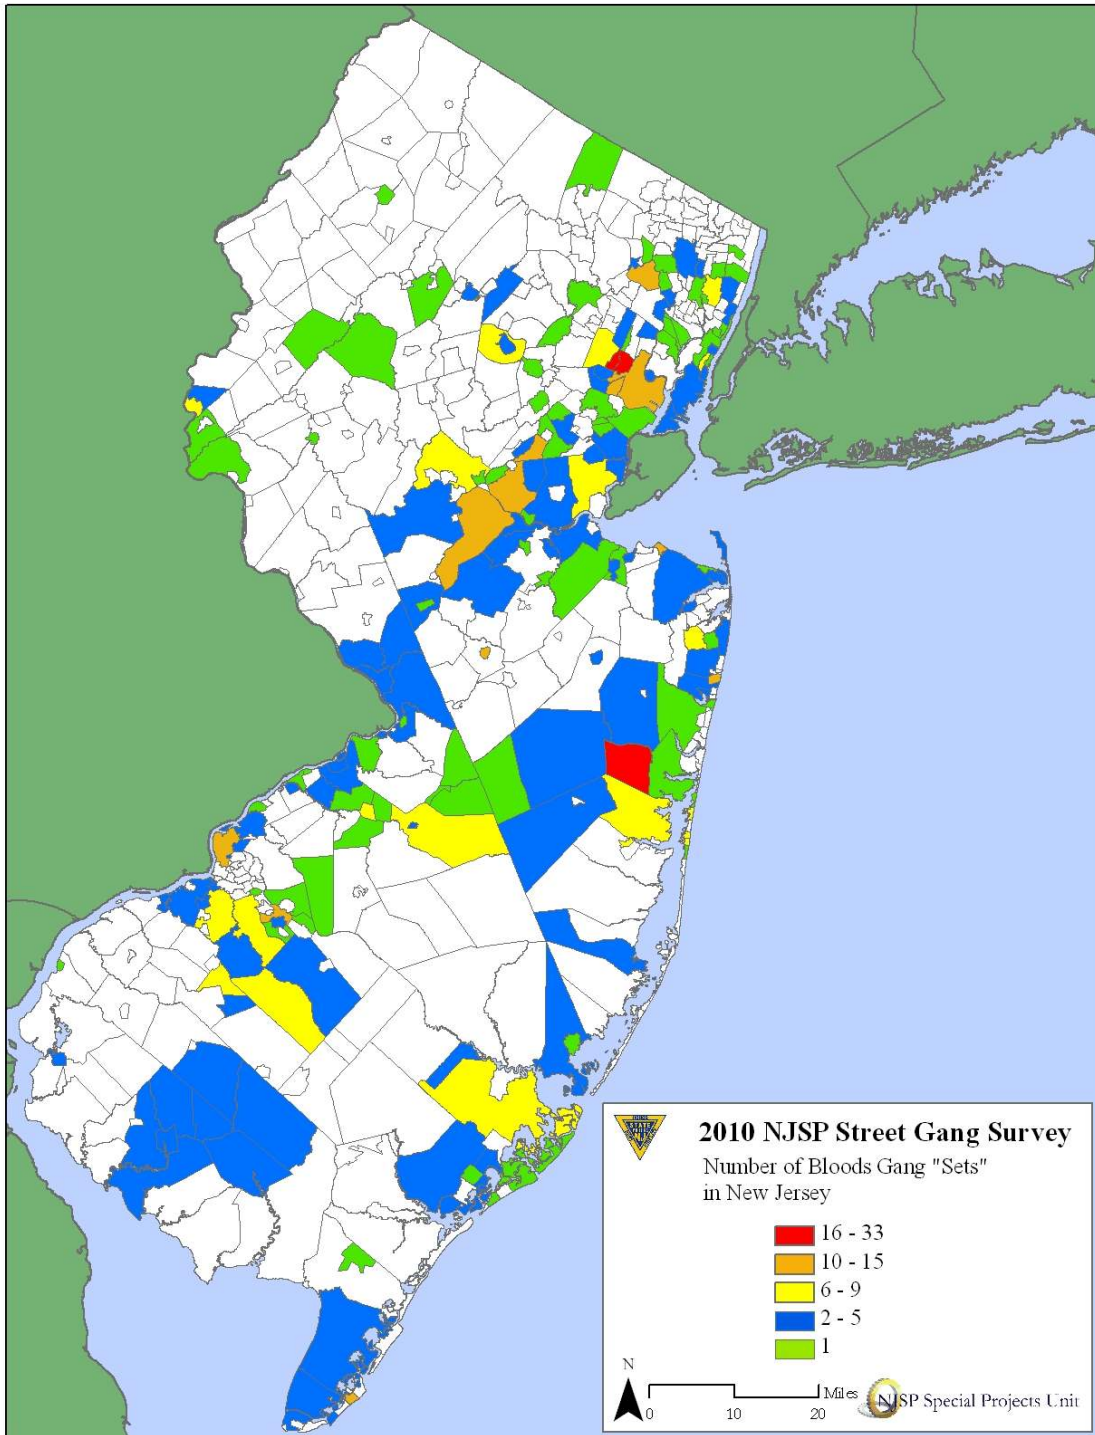 STATE
2010 NJSP Street Gang Survey
Number of Bloods Gang "Sets"
in New Jersey
16 - 33
10 - 15
6 - 9
2 - 5
1
N
Miles
0 10 20
NJSP Special Projects Unit